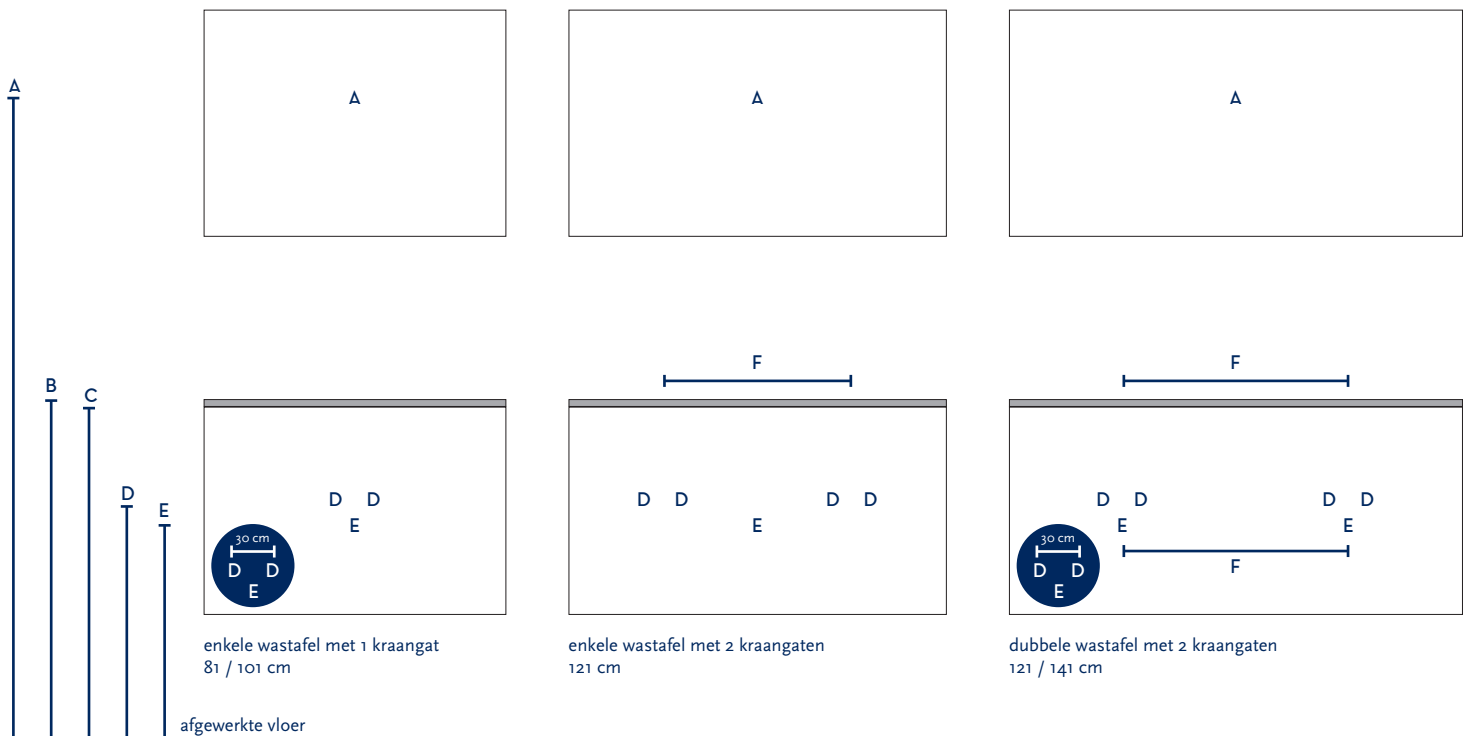 A
A
A
A
F
F
B
C
D
E
D D
E
30 cm
D D
E
D D
D D
E
D D
D D
E
E
30 cm
D D
E
F
enkele wastafel met 1 kraangat
81 / 101 cm
enkele wastafel met 2 kraangaten
121 cm
dubbele wastafel met 2 kraangaten
121 / 141 cm
afgewerkte vloer